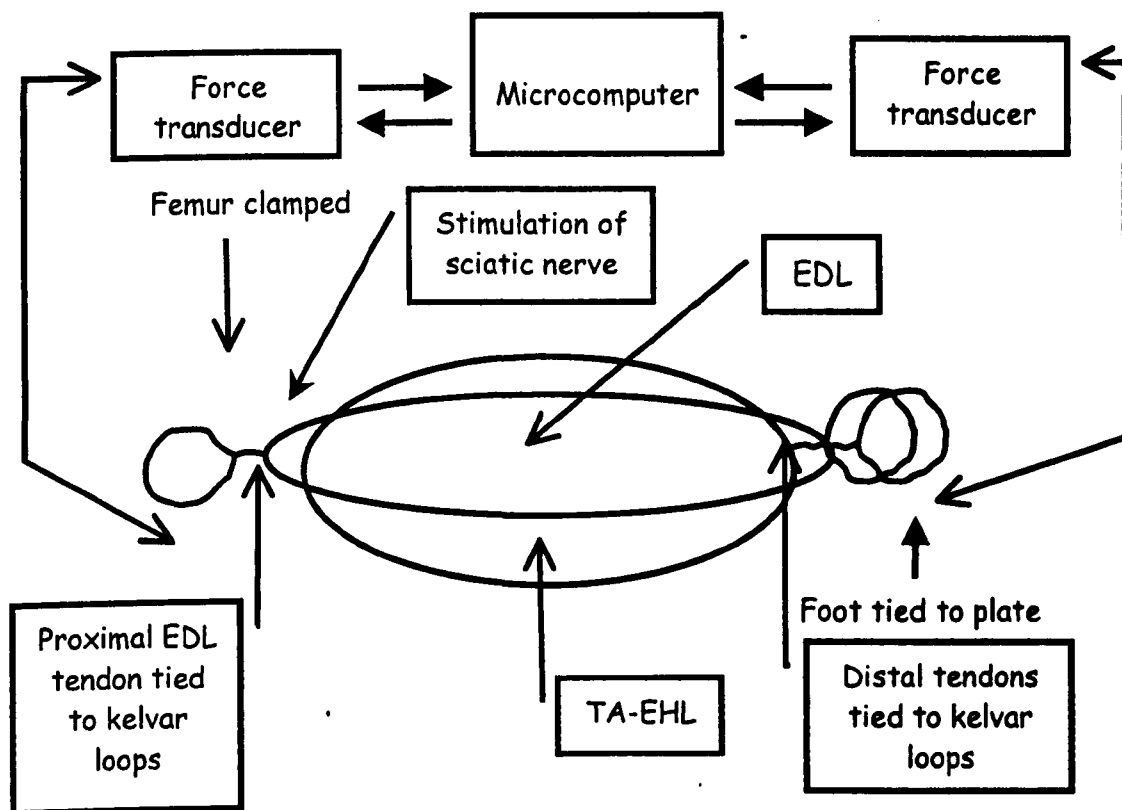 Force
transducer
Microcomputer
Force
transducer
Femur clamped
Stimulation of
sciatic nerve
EDL
Proximal EDL
tendon tied
to kelvar
loops
TA-EHL
Foot tied to plate
Distal tendons
tied to kelvar
loops